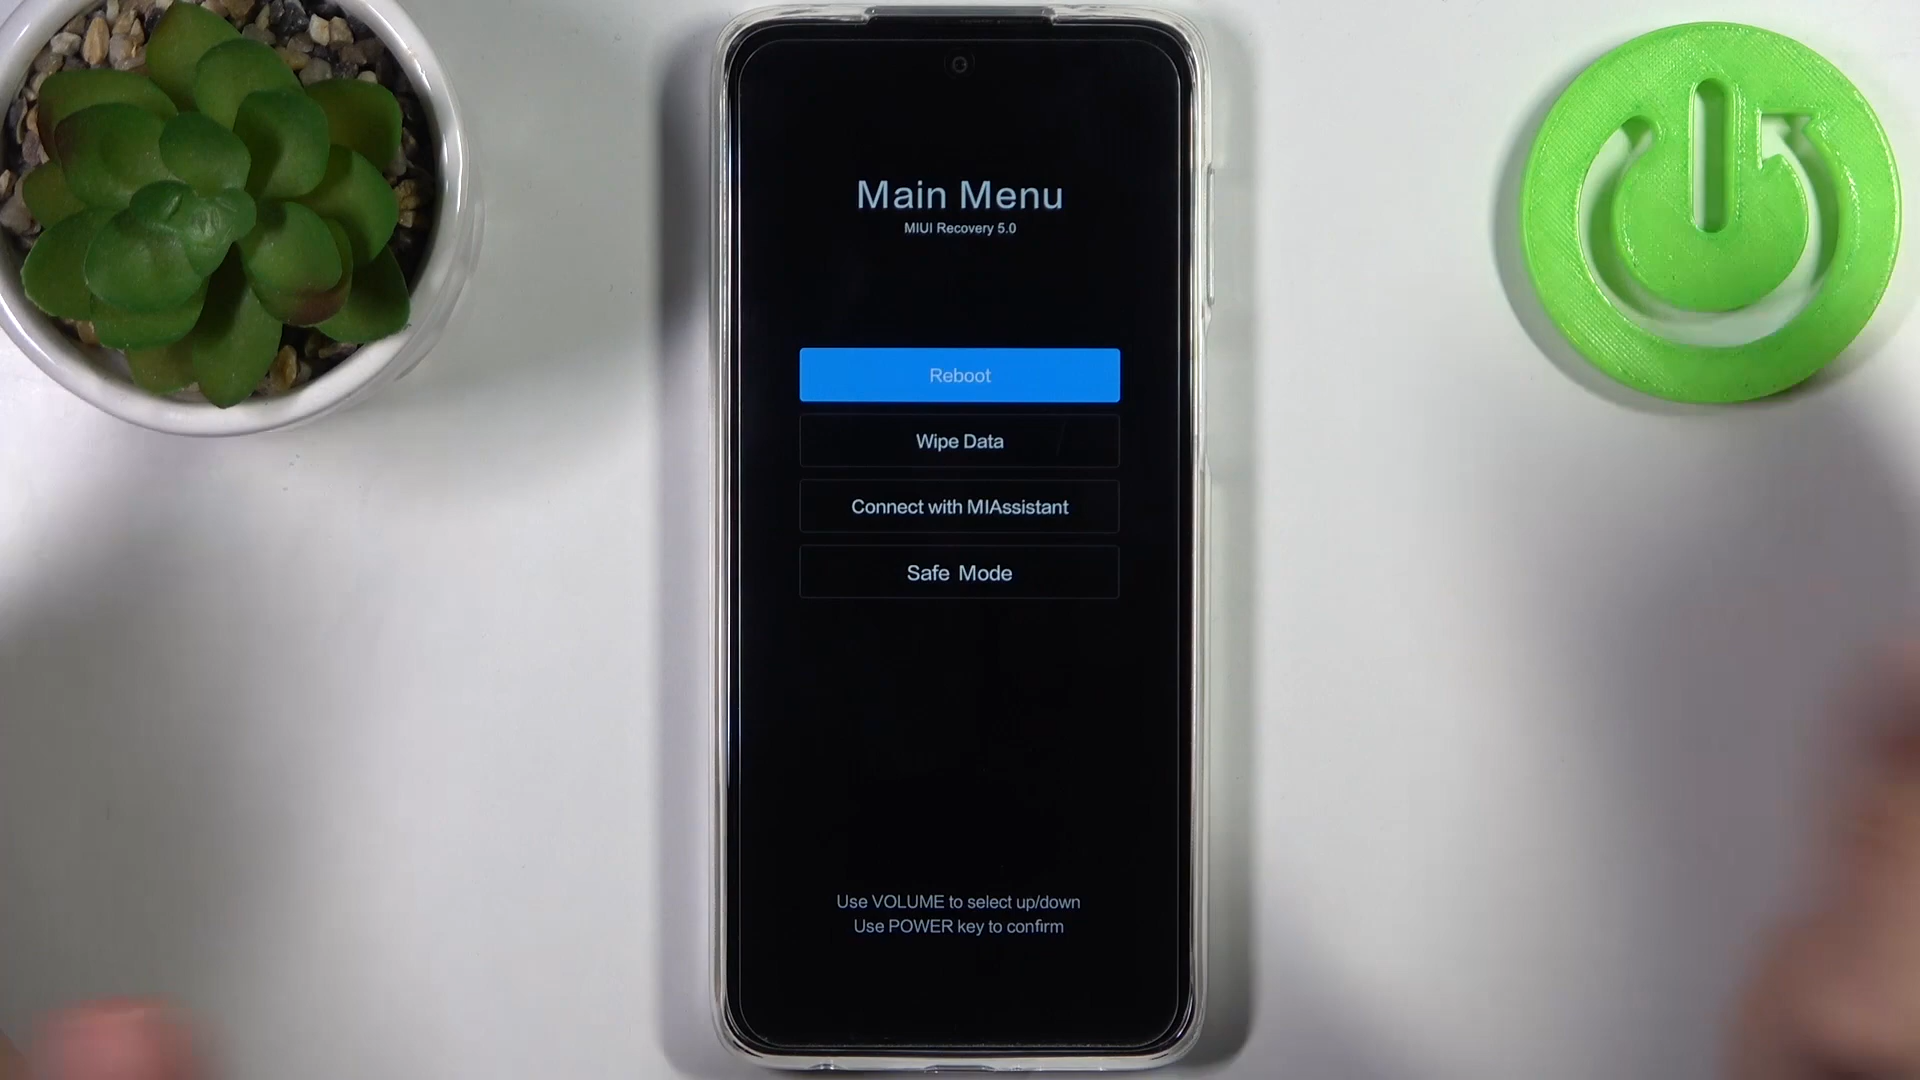 Main Menu
MIUI Recovery 5.0
Reboot
Wipe Data
Connect with MIAssistant
Safe Mode
Use VOLUME to select up/down
Use POWER key to confirm